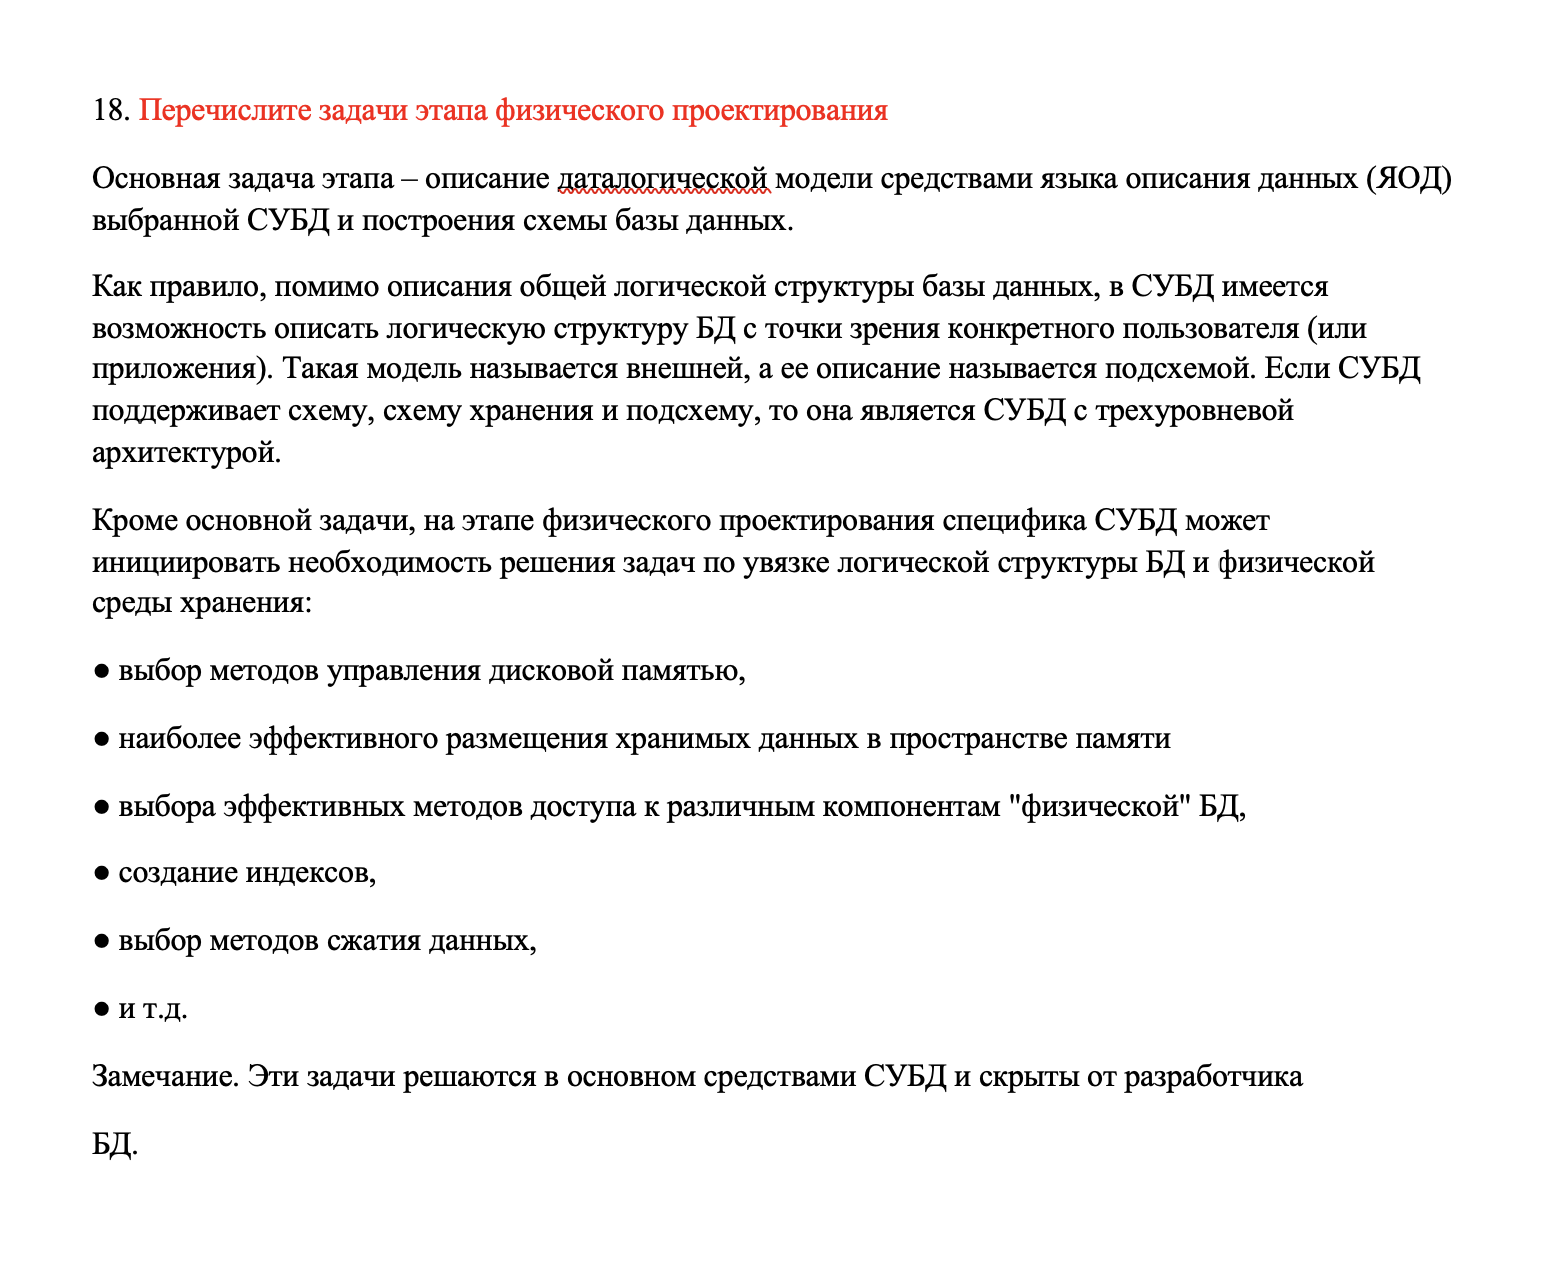 18. Перечислите задачи этапа физического проектирования
Основная задача этапа – описание даталогической модели средствами языка описания данных (ЯОД)
выбранной СУБД и построения схемы базы данных.
Как правило, помимо описания общей логической структуры базы данных, в СУБД имеется
возможность описать логическую структуру БД с точки зрения конкретного пользователя (или
приложения). Такая модель называется внешней, а ее описание называется подсхемой. Если СУБД
поддерживает схему, схему хранения и подсхему, то она является СУБД с трехуровневой
архитектурой.
Кроме основной задачи, на этапе физического проектирования специфика СУБД может
инициировать необходимость решения задач по увязке логической структуры БД и физической
среды хранения:
● выбор методов управления дисковой памятью,
● наиболее эффективного размещения хранимых данных в пространстве памяти
● выбора эффективных методов доступа к различным компонентам "физической" БД,
● создание индексов,
● выбор методов сжатия данных,
● и т.д.
Замечание. Эти задачи решаются в основном средствами СУБД и скрыты от разработчика
БД.